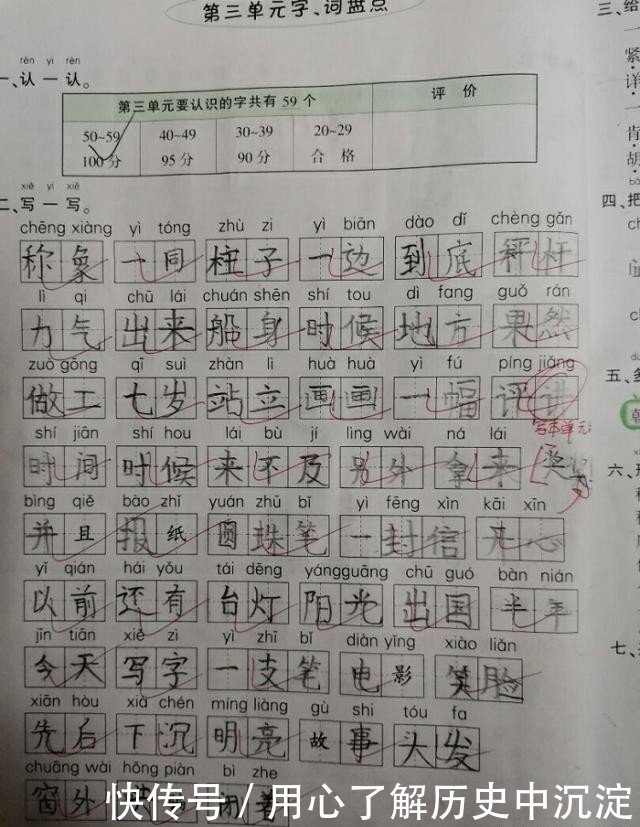 第三单元字、词盘点
rèn yi rèn
一、认一认。
第三单元要认识的字共有 59 个 评 价
50~59 40~49 30~39 20~29
100分 95分 90分 合 格
xiě yi xiě
二、写一写。
chēng xiàng yì tóng zhù zi yì biān dào dǐ chèng gǎn
称象 一同 柱子 一边 到底 秤杆
lì qi chū lái chuán shēn shí tou dì fang guǒ rán
力气 出来 船身 时候 地方 果然
zuò gōng qī suì zhàn lì huà huà yì fú píng jiǎng
做工 七岁 站立 画画 一幅 评讲
写本单元
shí jiān shí hou lái bù jí lìng wài ná lái
时间 时候 来不及 另外 拿来
bìng qiě bào zhǐ yuán zhū bǐ yì fēng xìn kāi xīn
并且 报纸 圆珠笔 一封信 开心
yǐ qián hái yǒu tái dēng yángguāng chū guó bàn nián
以前 还有 台灯 阳光 出国 半年
jīn tiān xiě zì yì zhī bǐ diàn yǐng xiào liǎn
今天 写字 一支笔 电影 笑脸
xiān hòu xià chén míng liàng gù shi tóu fa
先后 下沉 明亮 故事 头发
chuāng wài hǒng piàn bì zhe
窗外 闭着
三、给
紧
详
肯
胡
四、把
五、多
六、
七、
快传号 / 用心了解历史中沉淀